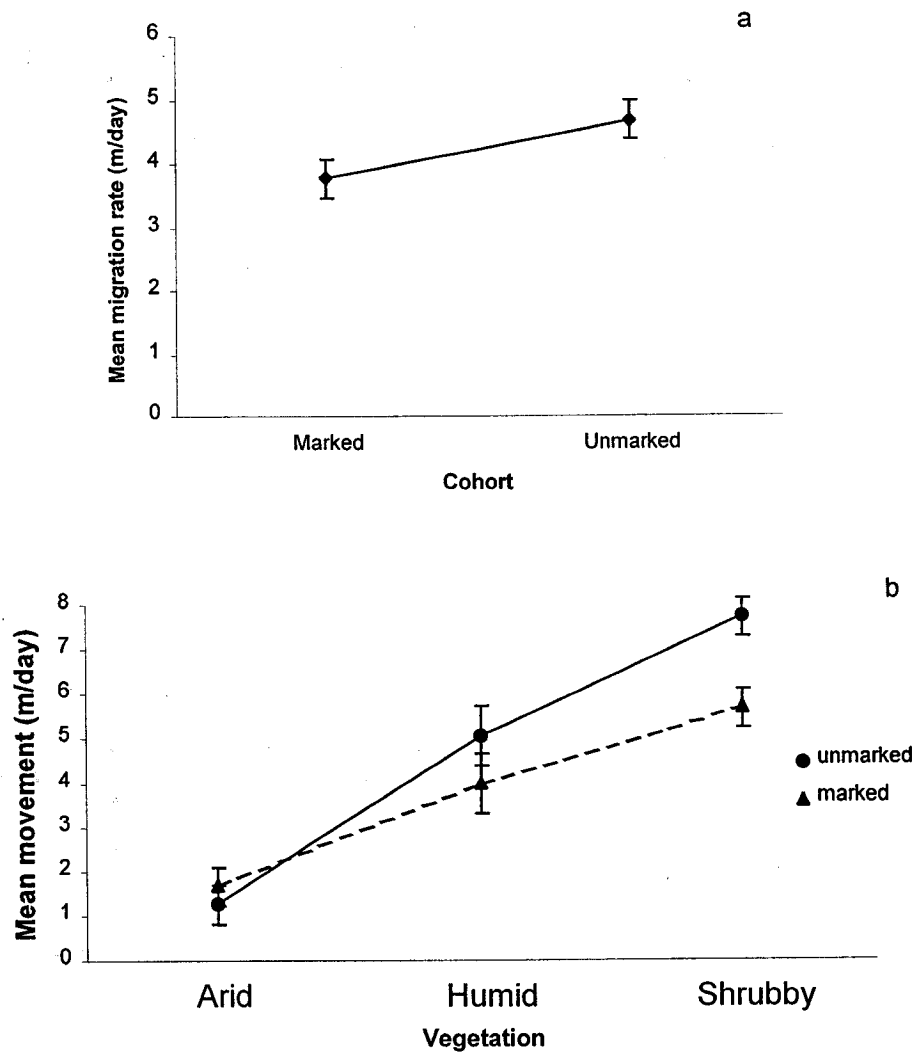 a
6
5
4
3
2
1
0
Mean migration rate (m/day)
Marked Unmarked
Cohort
b
8
7
6
5
4
3
2
1
0
Mean movement (m/day)
unmarked
marked
Arid Humid Shrubby
Vegetation